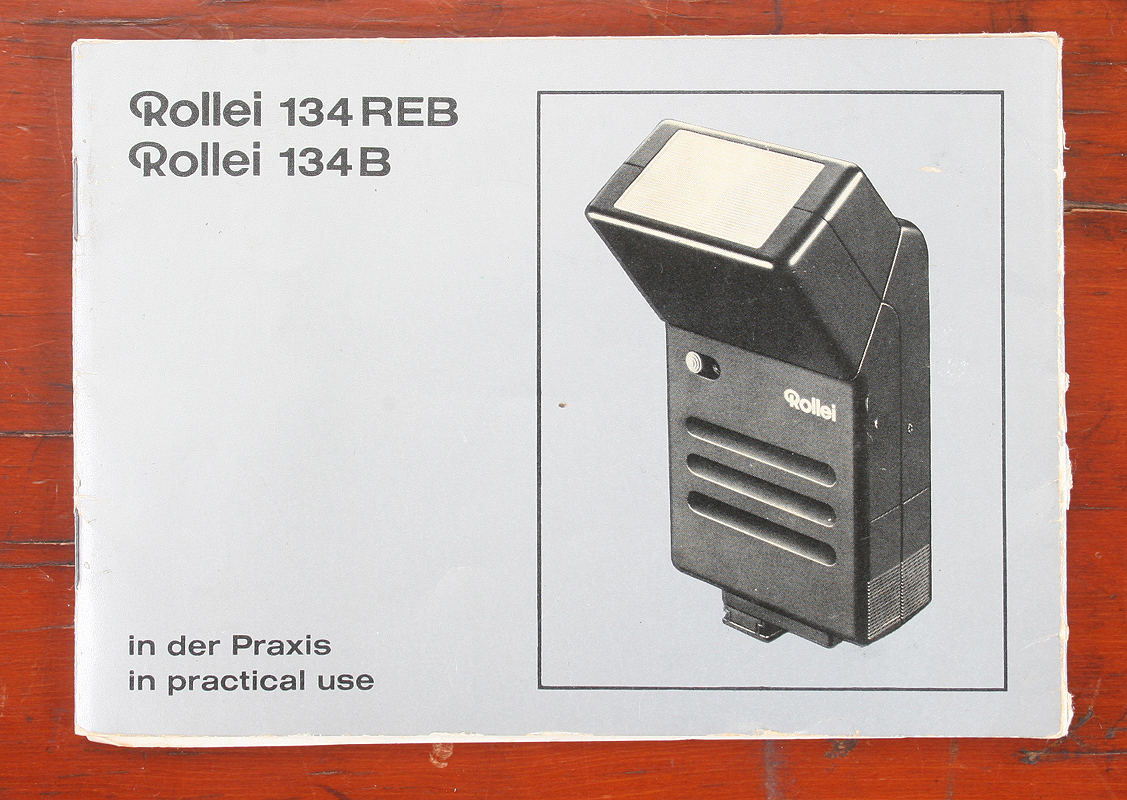 Rollei 134 REB
Rollei 134 B
Rollei
in der Praxis
in practical use